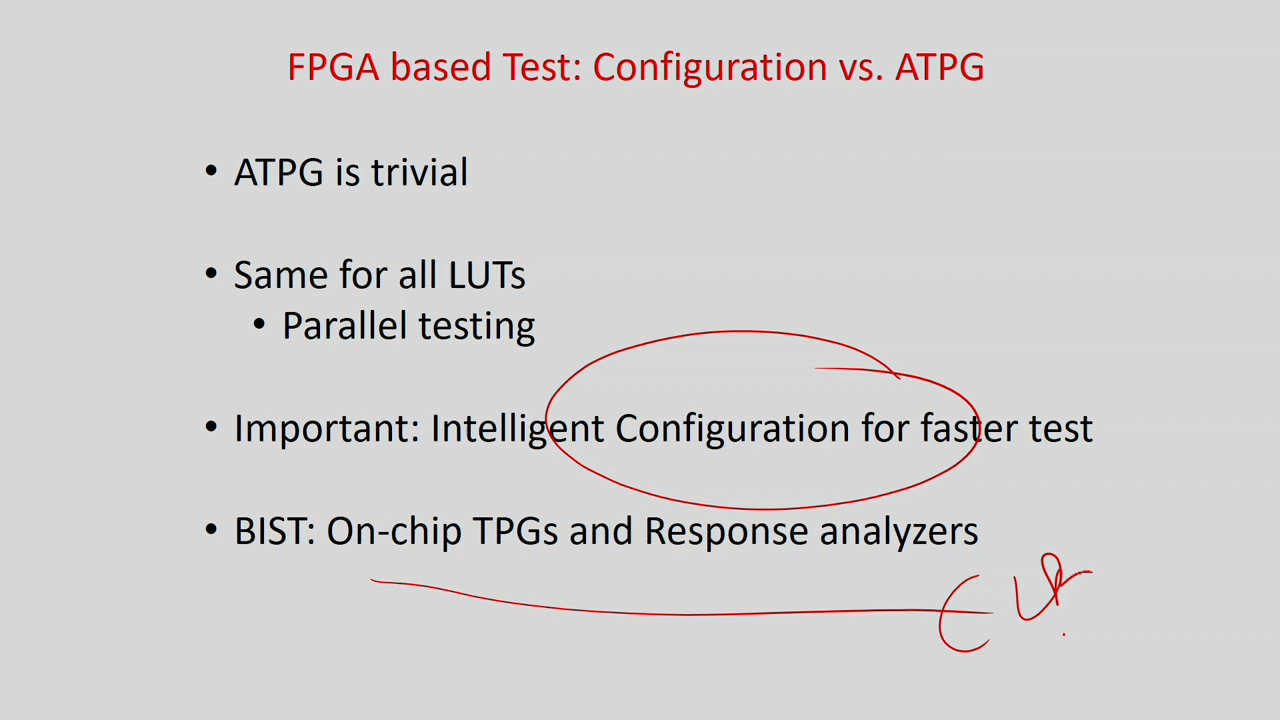 FPGA based Test: Configuration vs. ATPG
• ATPG is trivial
• Same for all LUTs
• Parallel testing
• Important: Intelligent Configuration for faster test
• BIST: On-chip TPGs and Response analyzers